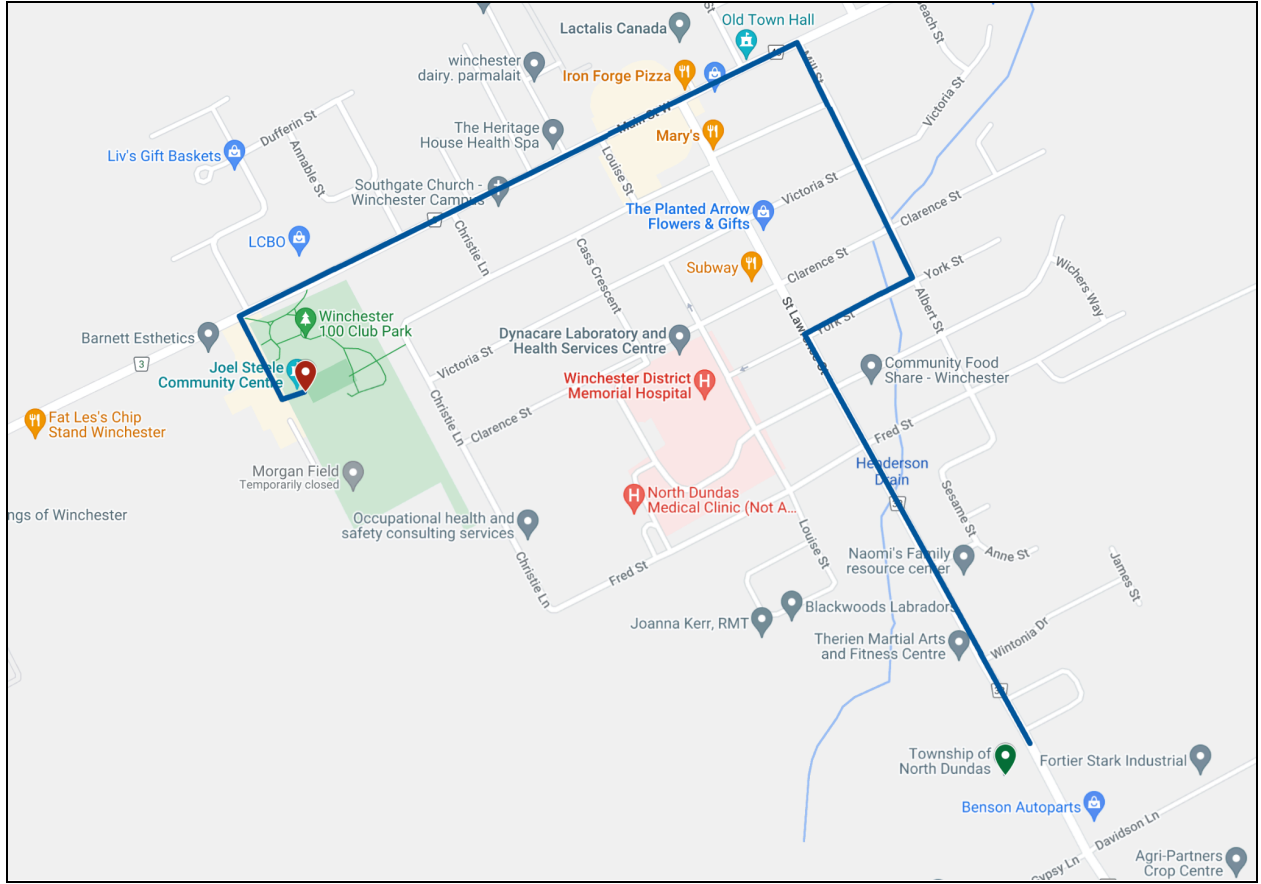 Old Town Hall
Lactalis Canada
Beach St
winchester
dairy. parmalait
Iron Forge Pizza
Mill St
Main St W
Victoria St
Dufferin St
The Heritage
House Health Spa
Mary's
Liv's Gift Baskets
Annable St
Louise St
Southgate Church -
Winchester Campus
Victoria St
The Planted Arrow
Flowers & Gifts
Clarence St
LCBO
Christie Ln
Cass Crescent
Subway
Clarence St
York St
Wichers Way
Albert St
St Lawrence St
York St
Winchester
100 Club Park
Barnett Esthetics
3
Dynacare Laboratory and
Health Services Centre
Victoria St
Joel Steele
Community Centre
Winchester District
Memorial Hospital
Community Food
Share - Winchester
Fat Les's Chip
Stand Winchester
Christie Ln
Clarence St
Fred St
Henderson
Drain
Morgan Field
Temporarily closed
North Dundas
Medical Clinic (Not A...
Sesame St
ngs of Winchester
Occupational health and
safety consulting services
Louise St
Naomi's Family
resource center
Anne St
James St
Christie Ln
Fred St
Joanna Kerr, RMT
Blackwoods Labradors
Therien Martial Arts
and Fitness Centre
Wintonia Dr
Township of
North Dundas
Fortier Stark Industrial
Benson Autoparts
Davidson Ln
Gypsy Ln
Agri-Partners
Crop Centre